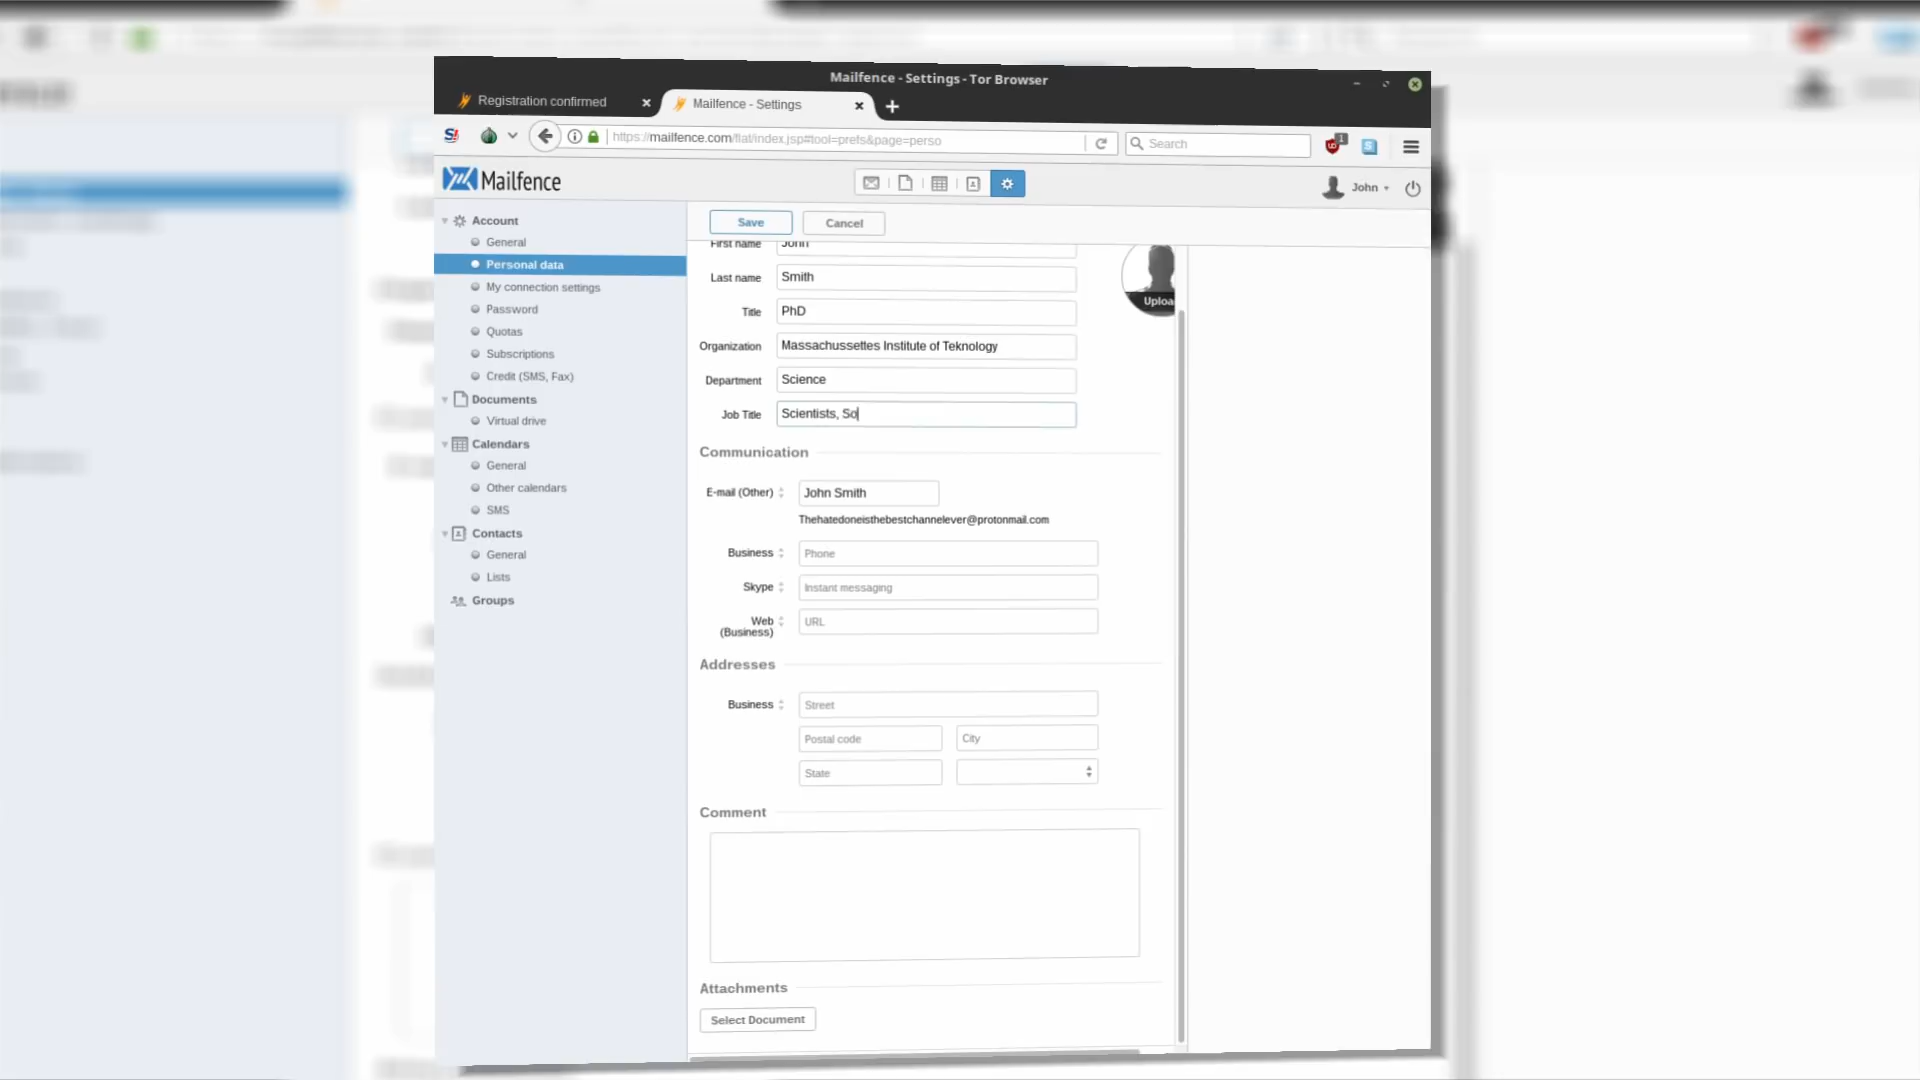 Mailfence - Settings - Tor Browser
Registration confirmed
Mailfence - Settings
https://mailfence.com/flat/index.jsp#tool=prefs&page=perso
Search
1
Mailfence
John
Account
General
Personal data
My connection settings
Password
Quotas
Subscriptions
Credit (SMS, Fax)
Documents
Virtual drive
Calendars
General
Other calendars
SMS
Contacts
General
Lists
Groups
Save
Cancel
First name John
Last name Smith
Title PhD
Organization Massachussettes Institute of Teknology
Department Science
Job Title Scientists, So
Uploa
Communication
E-mail (Other) John Smith
Thehatedoneisthebestchannelever@protonmail.com
Business Phone
Skype Instant messaging
Web (Business) URL
Addresses
Business Street
Postal code City
State
Comment
Attachments
Select Document